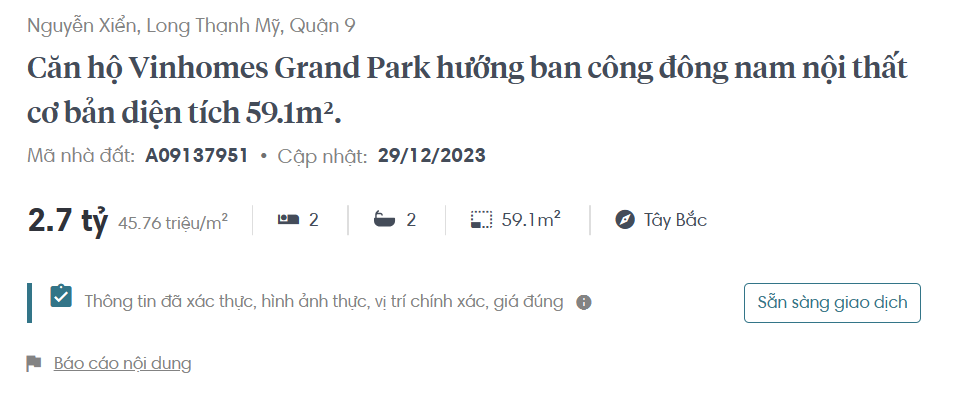 Nguyễn Xiển, Long Thạnh Mỹ, Quận 9
Căn hộ Vinhomes Grand Park hướng ban công đông nam nội thất
cơ bản diện tích 59.1m².
Mã nhà đất: A09137951 • Cập nhật: 29/12/2023
2.7 tỷ 45.76 triệu/m² 2 2 59.1m² Tây Bắc
Thông tin đã xác thực, hình ảnh thực, vị trí chính xác, giá đúng
Sẵn sàng giao dịch
Báo cáo nội dung